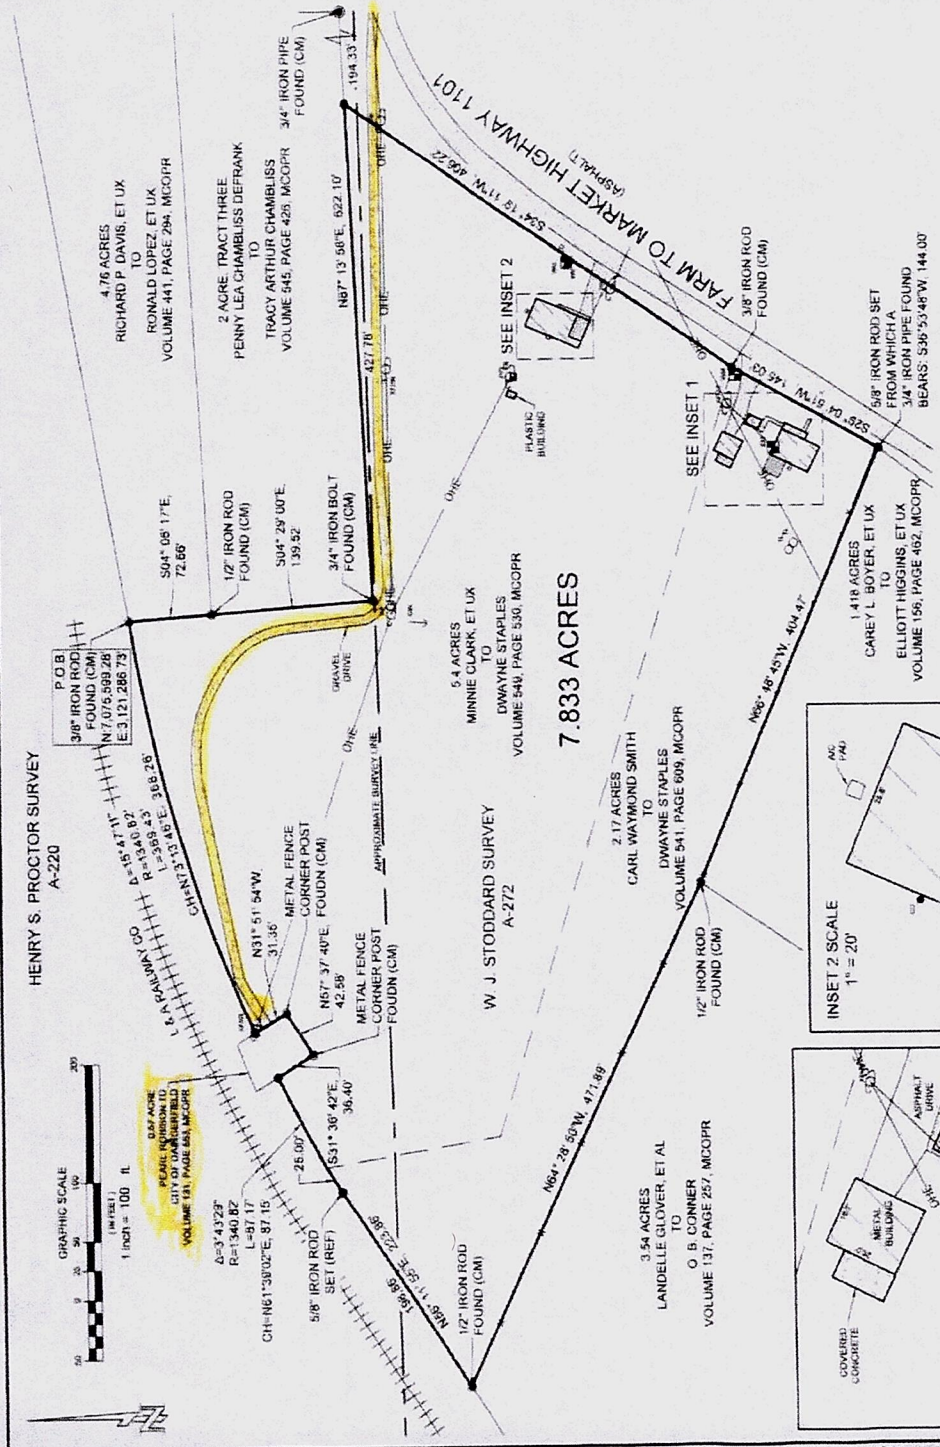 HENRY S. PROCTOR SURVEY
A-220
GRAPHIC SCALE
( IN FEET )
1 inch = 100 ft.
0.57 ACRE
PEARL ROBISON TO
CITY OF DAINGERFIELD
VOLUME 131, PAGE 553, MCOPR
L & A RAILWAY CO
P.O.B.
3/8" IRON ROD
FOUND (CM)
N:7,075,599.28'
E:3,121,286.73'
R=1340.82'
L=369.43'
CH=N73°13'46"E, 368.26'
4.76 ACRES
RICHARD P. DAVIS, ET UX
TO
RONALD LOPEZ, ET UX
VOLUME 441, PAGE 294, MCOPR
2 ACRE, TRACT THREE
PENNY LEA CHAMBLISS DEFRANK
TO
TRACY ARTHUR CHAMBLISS
VOLUME 545, PAGE 426, MCOPR
3/4" IRON PIPE
FOUND (CM)
194.33'
S04° 05' 17"E,
72.66'
1/2" IRON ROD
FOUND (CM)
S04° 29' 00"E,
139.52'
3/4" IRON BOLT
FOUND (CM)
N87° 13' 58"E, 622.10'
427.78'
OHE
OHE
OHE
OHE
GRAVEL
DRIVE
OHE
OHE
APPROXIMATE SURVEY LINE
N31° 51' 54"W,
31.36'
METAL FENCE
CORNER POST
FOUDN (CM)
N57° 37' 40"E,
42.58'
METAL FENCE
CORNER POST
FOUDN (CM)
S31° 36' 42"E,
36.40'
25.00'
Δ=3°43'29"
R=1340.82'
L=87.17'
CH=N61°39'02"E, 87.15'
5/8" IRON ROD
SET (REF)
198.86'
1/2" IRON ROD
FOUND (CM)
W. J. STODDARD SURVEY
A-272
5.4 ACRES
MINNIE CLARK, ET UX
TO
DWAYNE STAPLES
VOLUME 549, PAGE 530, MCOPR
7.833 ACRES
2.17 ACRES
CARL WAYMOND SMITH
TO
DWAYNE STAPLES
VOLUME 541, PAGE 609, MCOPR
PLASTIC
BUILDING
SEE INSET 2
SEE INSET 1
S34° 19' 11"W, 406.22'
FARM TO MARKET HIGHWAY 1101
(ASPHALT)
3/8" IRON ROD
FOUND (CM)
S29° 04' 51"W, 145.03'
5/8" IRON ROD SET
FROM WHICH A
3/4" IRON PIPE FOUND
BEARS: S36°53'48"W, 144.00'
N66° 48' 45"W, 404.47'
1.418 ACRES
CAREY L. BOYER, ET UX
TO
ELLIOTT HIGGINS, ET UX
VOLUME 156, PAGE 462, MCOPR
1/2" IRON ROD
FOUND (CM)
N64° 28' 50"W, 471.89'
3.54 ACRES
LANDELLE GLOVER, ET AL
TO
O. B. CONNER
VOLUME 137, PAGE 257, MCOPR
INSET 2 SCALE
1" = 20'
A/C
PAD
COVERED
CONCRETE
METAL
BUILDING
ASPHALT
DRIVE
OHE